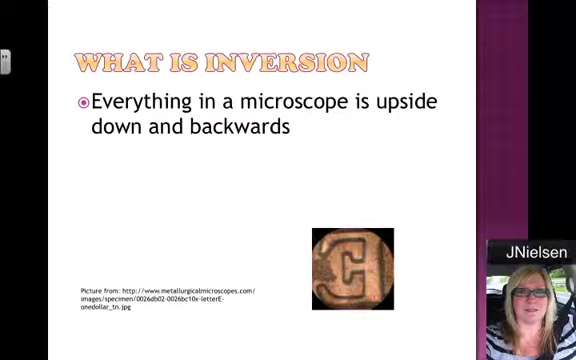 WHAT IS INVERSION
Everything in a microscope is upside
down and backwards
Picture from: http://www.metallurgicalmicroscopes.com/
images/specimen/0026db02-0026bc10x-letterE-
onedollar_tn.jpg
JNielsen